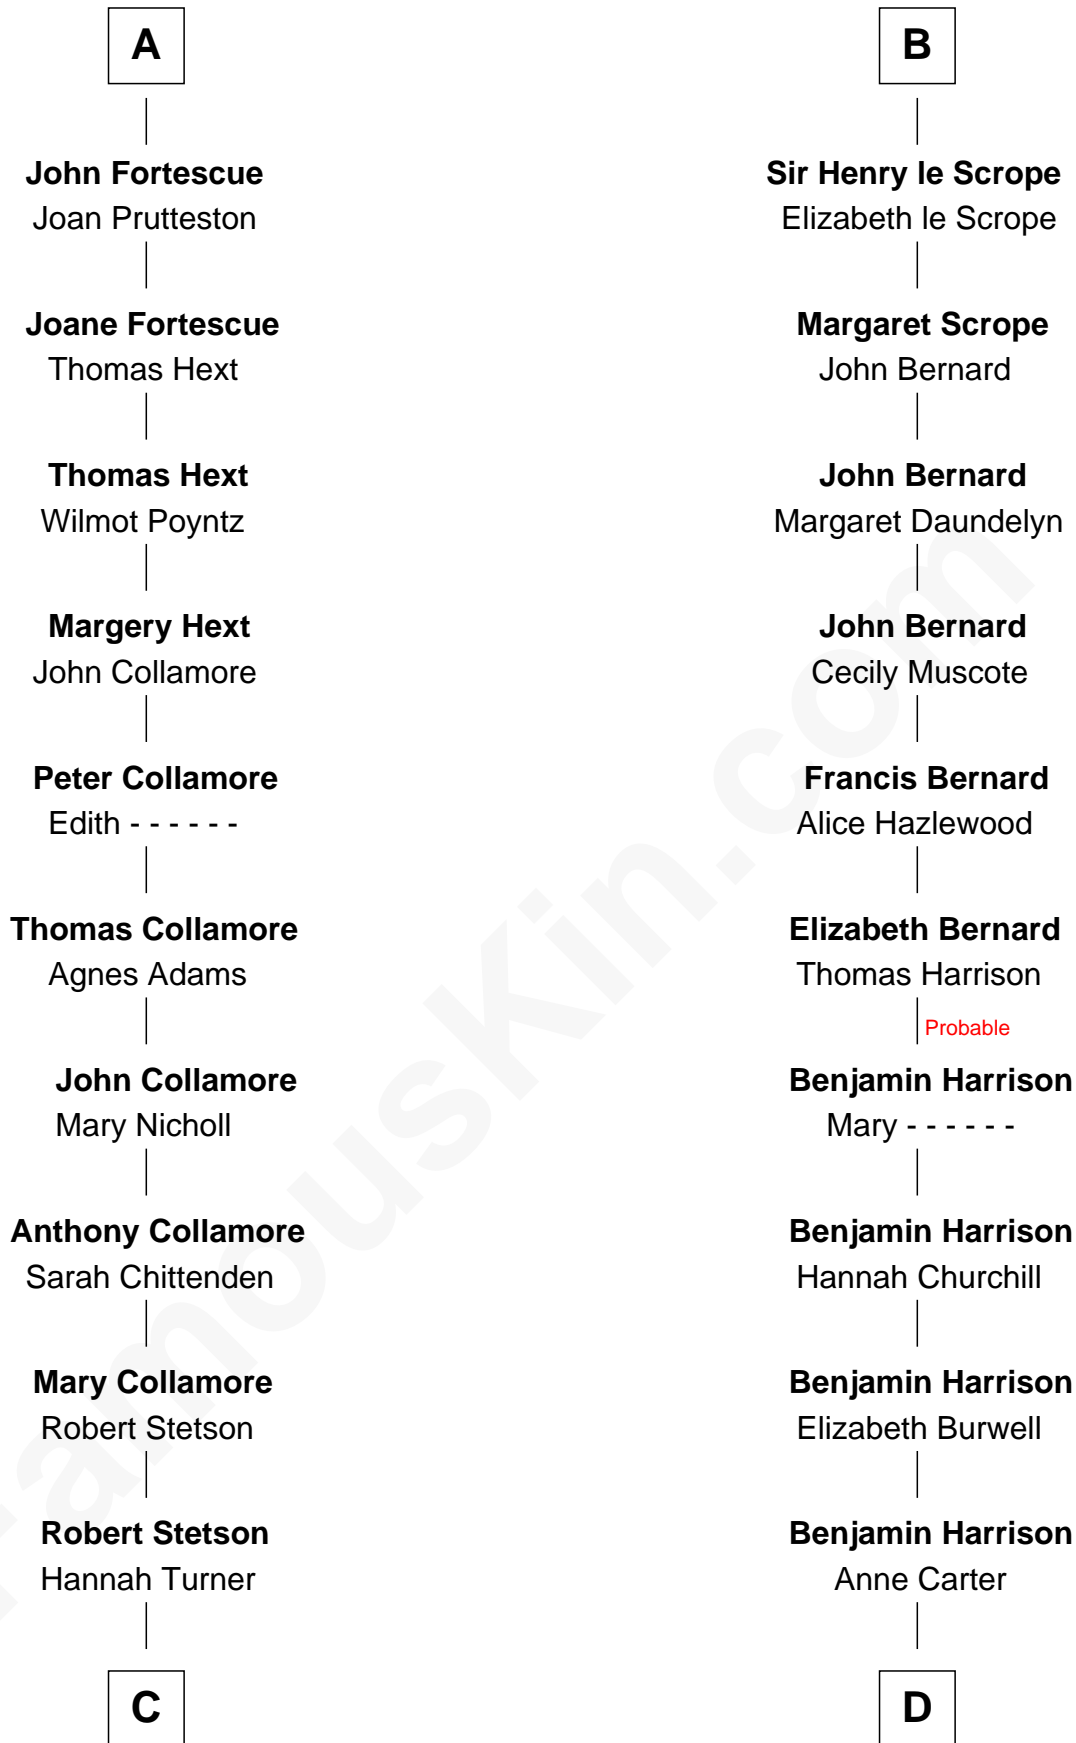 A
John Fortescue
Joan Prutteston
Joane Fortescue
Thomas Hext
Thomas Hext
Wilmot Poyntz
Margery Hext
John Collamore
Peter Collamore
Edith - - - - - -
Thomas Collamore
Agnes Adams
John Collamore
Mary Nicholl
Anthony Collamore
Sarah Chittenden
Mary Collamore
Robert Stetson
Robert Stetson
Hannah Turner
C
B
Sir Henry le Scrope
Elizabeth le Scrope
Margaret Scrope
John Bernard
John Bernard
Margaret Daundelyn
John Bernard
Cecily Muscote
Francis Bernard
Alice Hazlewood
Elizabeth Bernard
Thomas Harrison
Probable
Benjamin Harrison
Mary - - - - - -
Benjamin Harrison
Hannah Churchill
Benjamin Harrison
Elizabeth Burwell
Benjamin Harrison
Anne Carter
D
FamousKin.com